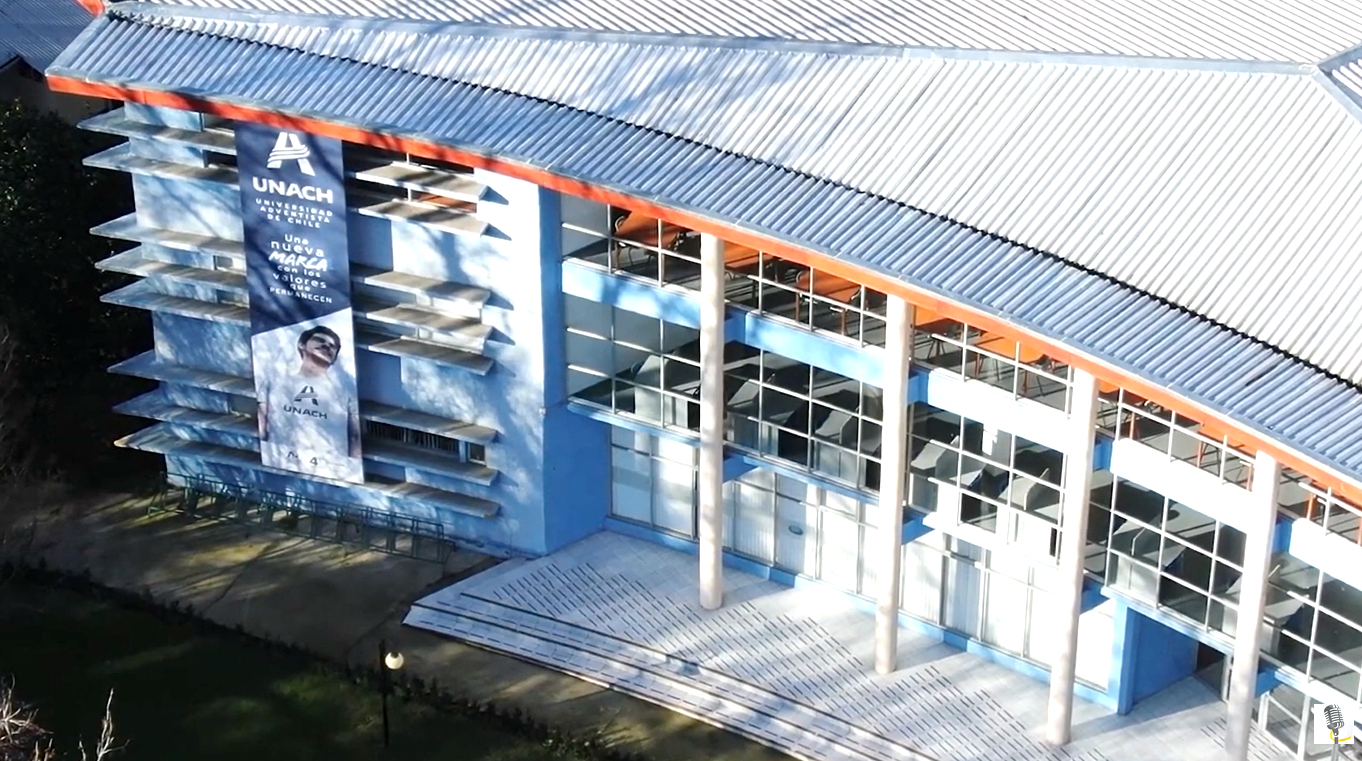 UNACH
UNIVERSIDAD
ADVENTISTA
DE CHILE
Una
nueva
MARCA
con los
valores
que
PERMANECEN
UNACH